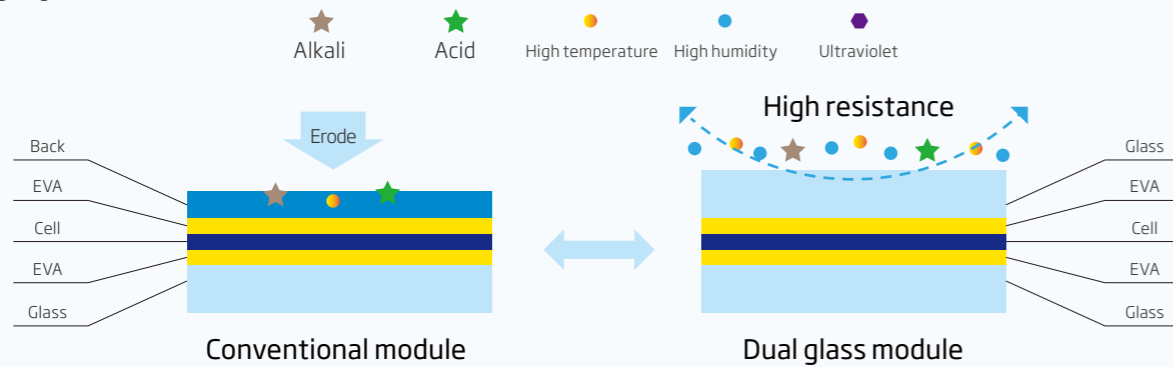 Alkali
Acid
High temperature
High humidity
Ultraviolet
High resistance
Erode
Back
EVA
Cell
EVA
Glass
Glass
EVA
Cell
EVA
Glass
Conventional module
Dual glass module